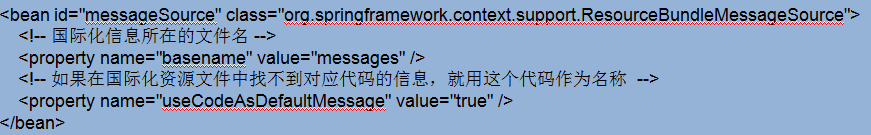 <bean id="messageSource" class="org.springframework.context.support.ResourceBundleMessageSource">
<!-- 国际化信息所在的文件名 -->
<property name="basename" value="messages" />
<!-- 如果在国际化资源文件中找不到对应代码的信息，就用这个代码作为名称  -->
<property name="useCodeAsDefaultMessage" value="true" />
</bean>